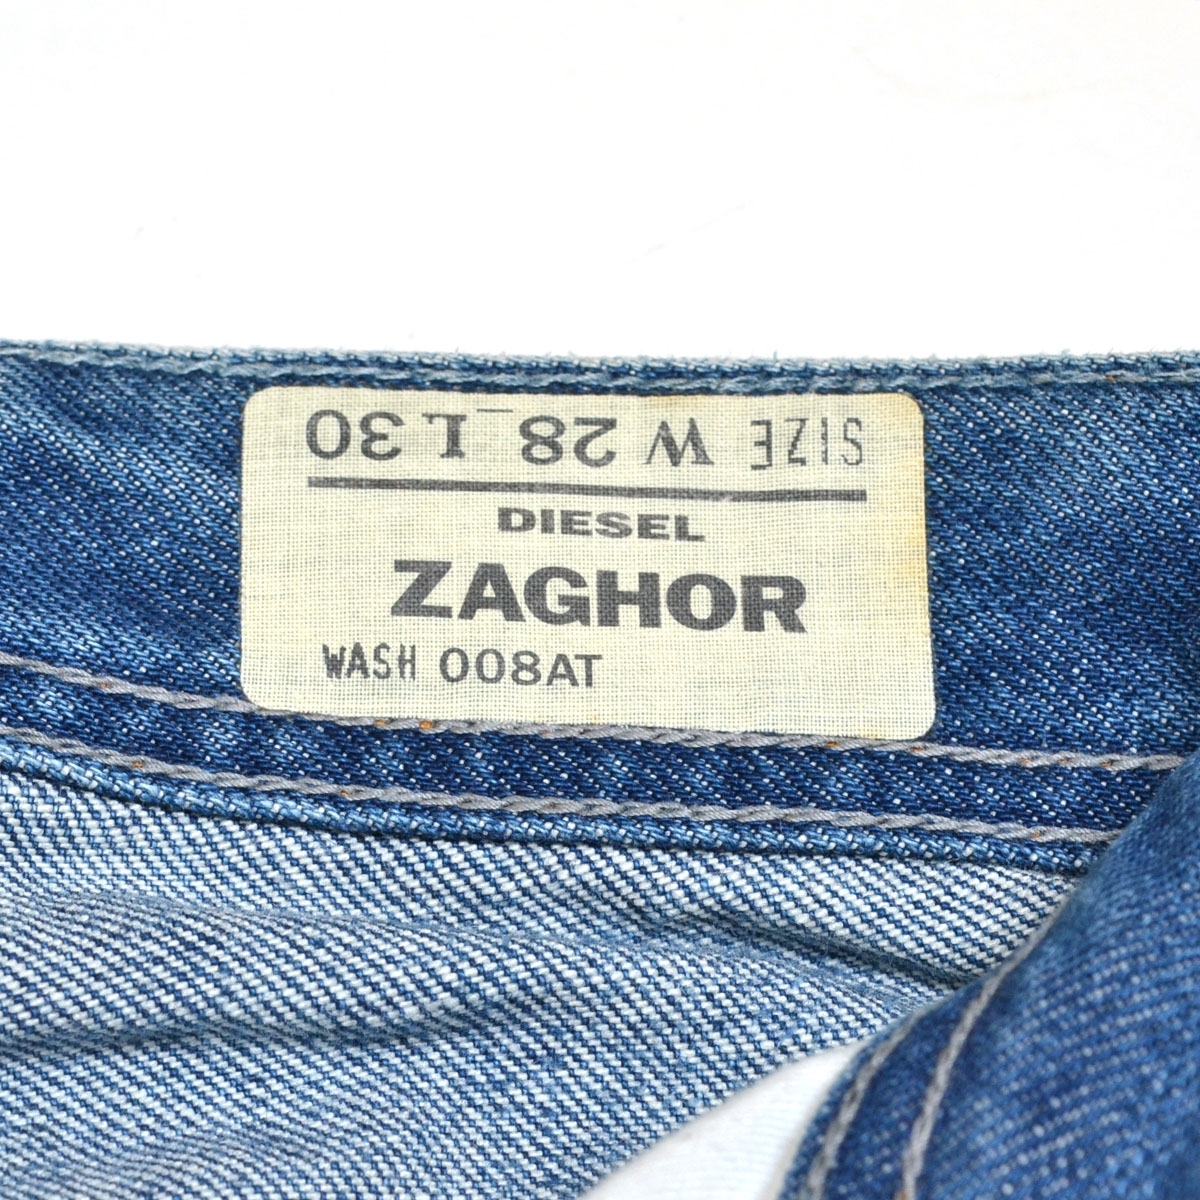 SIZE W 28 L 30
DIESEL
ZAGHOR
WASH 008AT